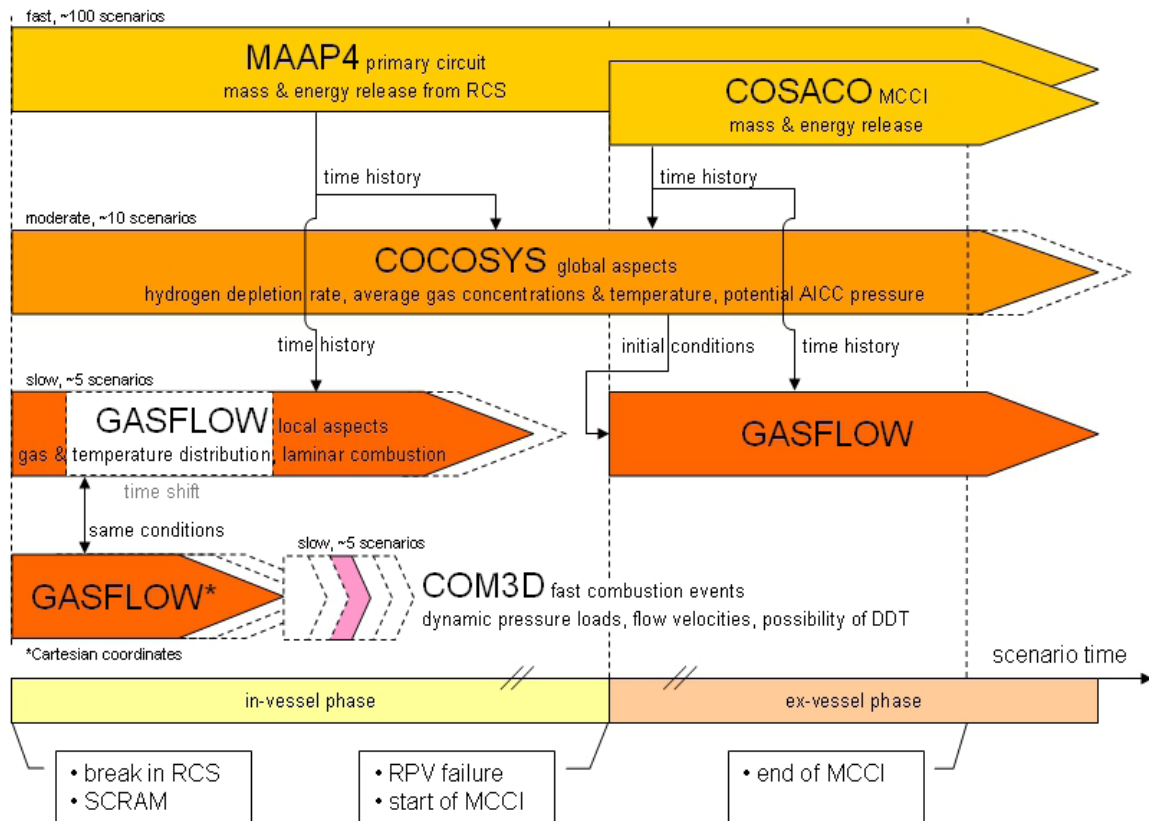 fast, ~100 scenarios
MAAP4 primary circuit
mass & energy release from RCS
COSACO MCCI
mass & energy release
time history
time history
moderate, ~10 scenarios
COCOSYS global aspects
hydrogen depletion rate, average gas concentrations & temperature, potential AICC pressure
time history
initial conditions
time history
slow, ~5 scenarios
GASFLOW local aspects
gas & temperature distribution, laminar combustion
GASFLOW
time shift
same conditions
slow, ~5 scenarios
GASFLOW*
COM3D fast combustion events
dynamic pressure loads, flow velocities, possibility of DDT
*Cartesian coordinates
scenario time
in-vessel phase
ex-vessel phase
• break in RCS
• SCRAM
• RPV failure
• start of MCCI
• end of MCCI